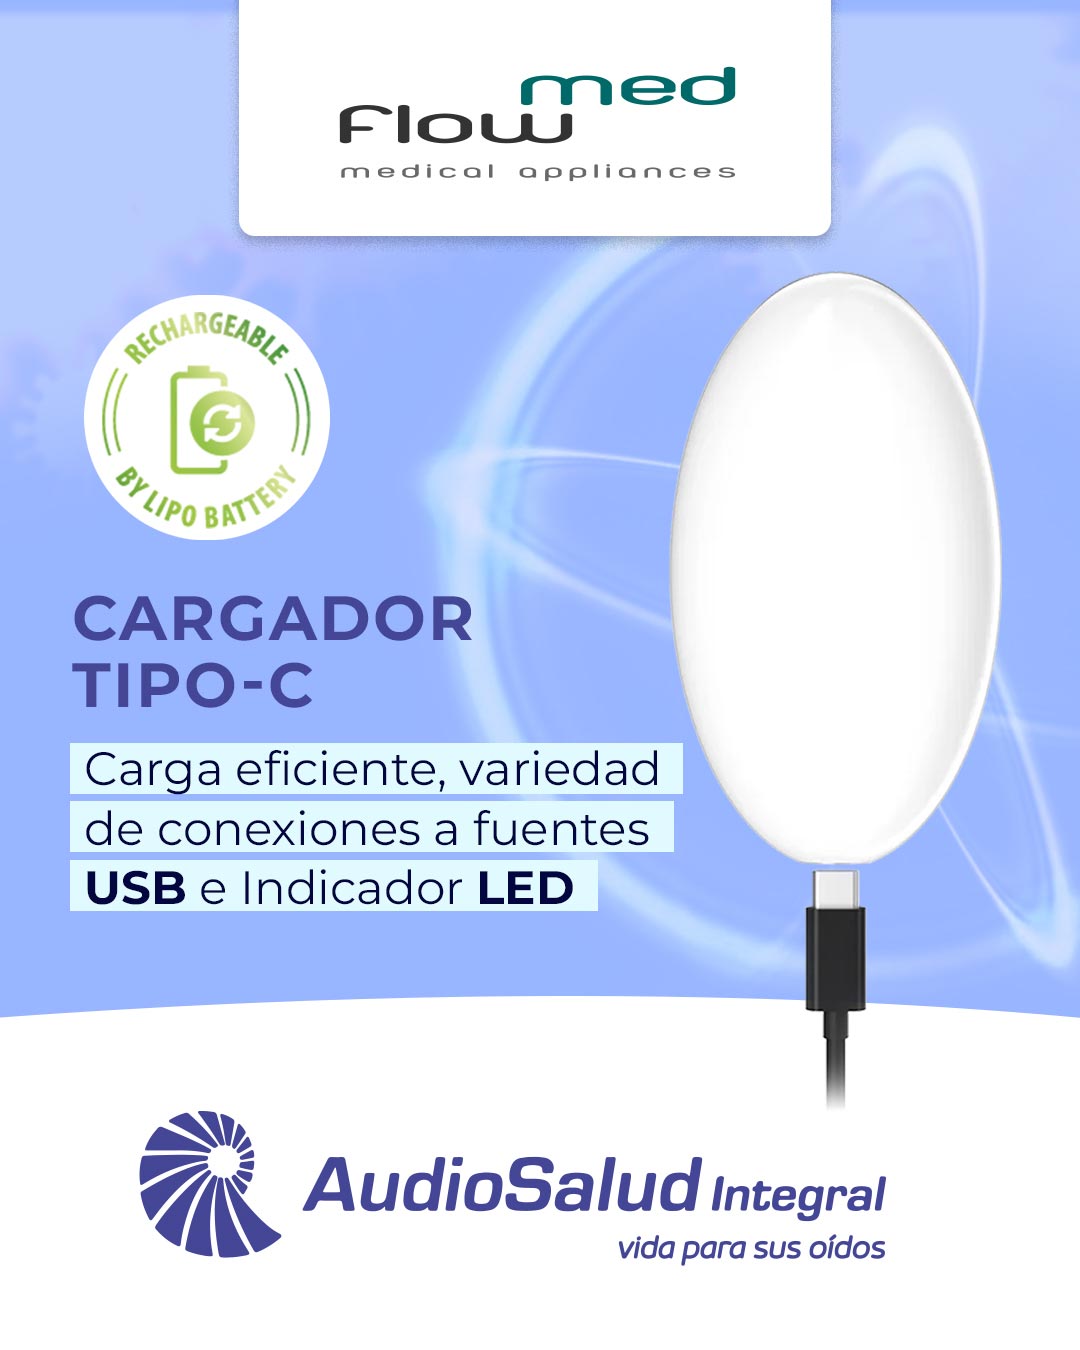 med
Flow
medical appliances
RECHARGEABLE
BY LIPO BATTERY
CARGADOR
TIPO-C
Carga eficiente, variedad
de conexiones a fuentes
USB e Indicador LED
AudioSalud Integral
vida para sus oídos